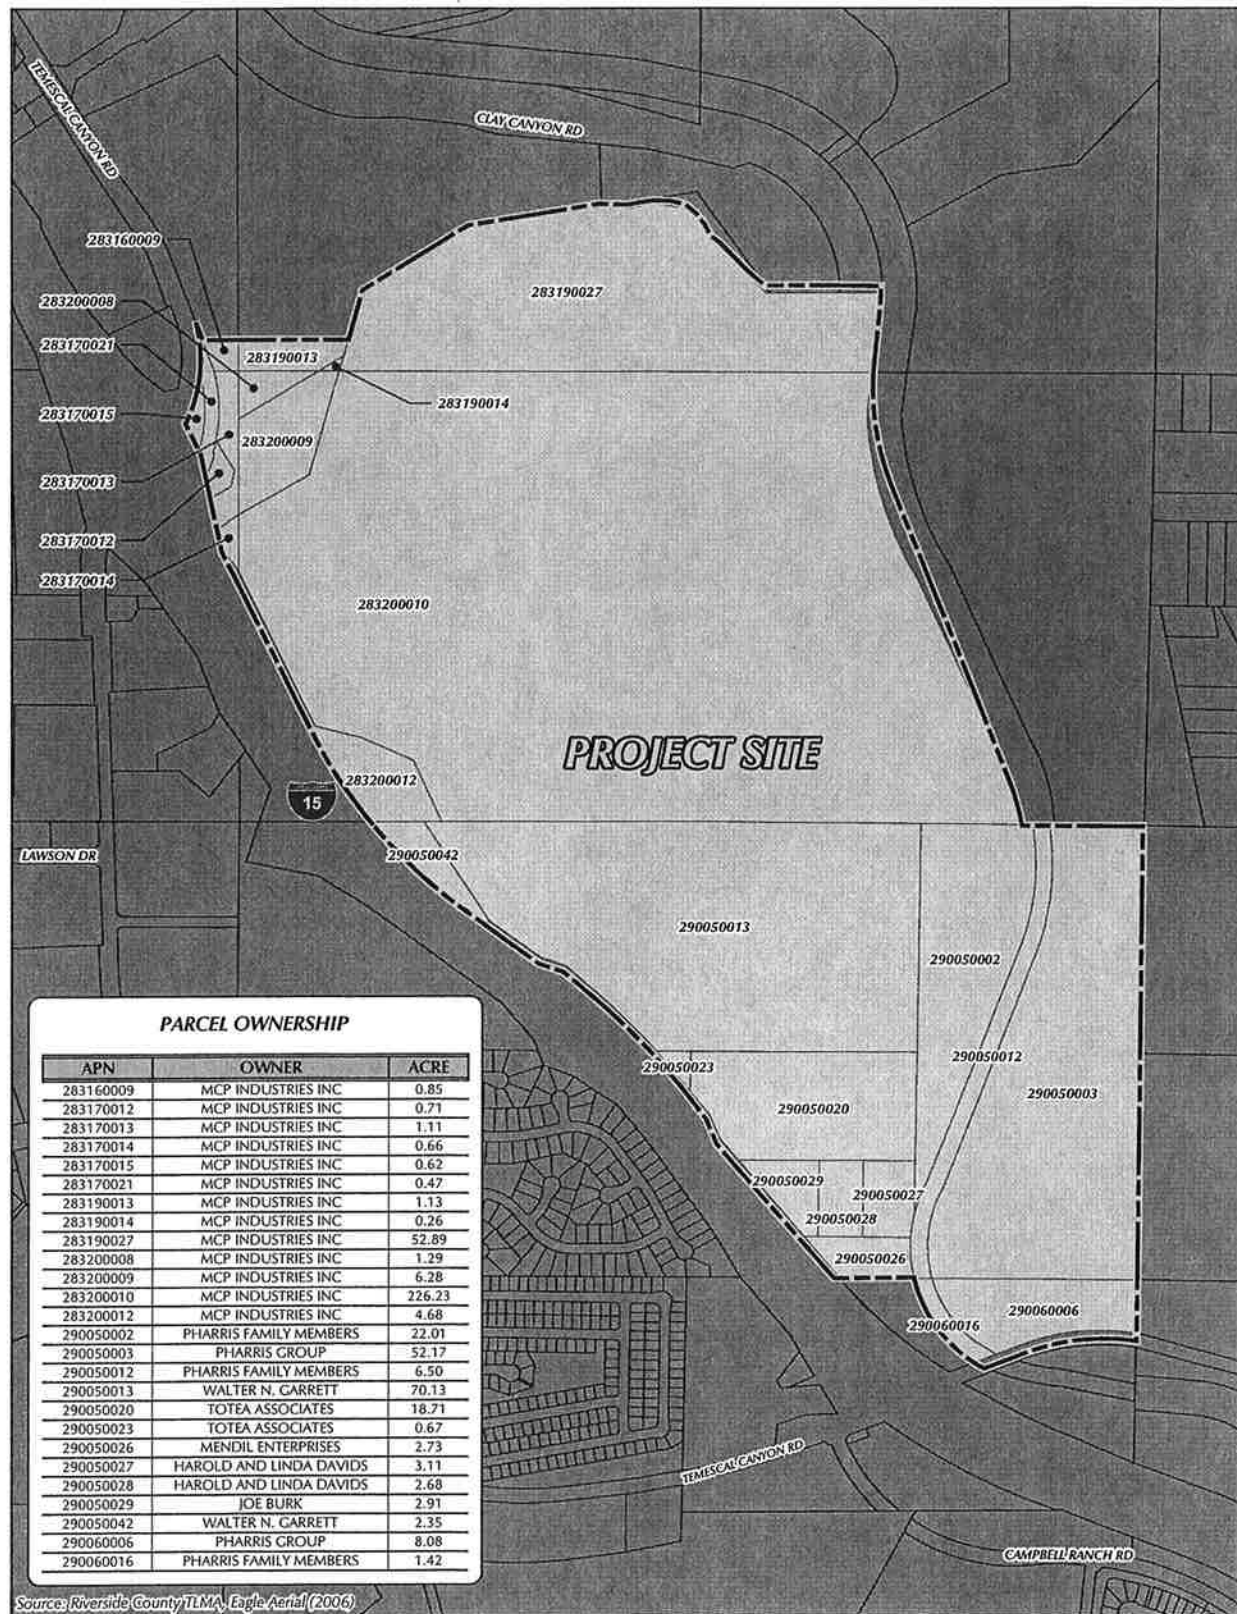 TEMESCAL CANYON RD
CLAY CANYON RD
283160009
283200008
283190027
283170021
283190013
283190014
283170015
283200009
283170013
283170012
283170014
283200010
PROJECT SITE
283200012
15
LAWSON DR
290050042
290050013
290050002
290050012
290050023
290050003
290050020
290050029
290050027
290050028
290050026
290060006
290060016
TEMESCAL CANYON RD
CAMPBELL RANCH RD
PARCEL OWNERSHIP
APN OWNER ACRE
283160009 MCP INDUSTRIES INC 0.85
283170012 MCP INDUSTRIES INC 0.71
283170013 MCP INDUSTRIES INC 1.11
283170014 MCP INDUSTRIES INC 0.66
283170015 MCP INDUSTRIES INC 0.62
283170021 MCP INDUSTRIES INC 0.47
283190013 MCP INDUSTRIES INC 1.13
283190014 MCP INDUSTRIES INC 0.26
283190027 MCP INDUSTRIES INC 52.89
283200008 MCP INDUSTRIES INC 1.29
283200009 MCP INDUSTRIES INC 6.28
283200010 MCP INDUSTRIES INC 226.23
283200012 MCP INDUSTRIES INC 4.68
290050002 PHARRIS FAMILY MEMBERS 22.01
290050003 PHARRIS GROUP 52.17
290050012 PHARRIS FAMILY MEMBERS 6.50
290050013 WALTER N. GARRETT 70.13
290050020 TOTEA ASSOCIATES 18.71
290050023 TOTEA ASSOCIATES 0.67
290050026 MENDIL ENTERPRISES 2.73
290050027 HAROLD AND LINDA DAVIDS 3.11
290050028 HAROLD AND LINDA DAVIDS 2.68
290050029 JOE BURK 2.91
290050042 WALTER N. GARRETT 2.35
290060006 PHARRIS GROUP 8.08
290060016 PHARRIS FAMILY MEMBERS 1.42
Source: Riverside County TLMA, Eagle Aerial (2006)